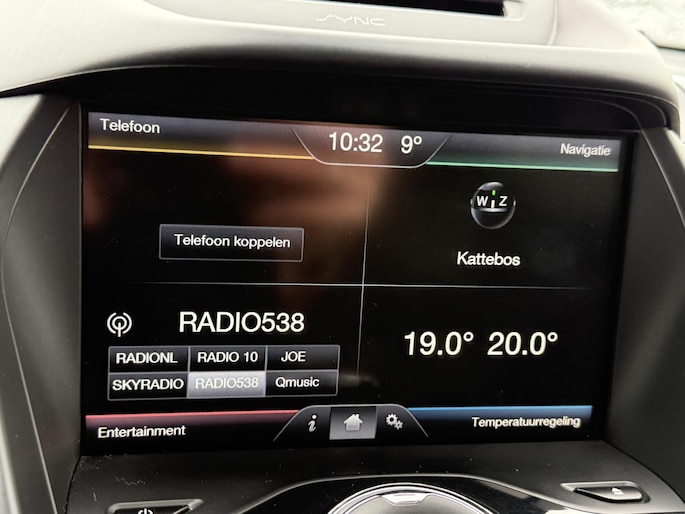 SYNC
Telefoon
10:32 9°
Navigatie
W Z
Telefoon koppelen
Kattebos
RADIO538
19.0° 20.0°
RADIONL RADIO 10 JOE
SKYRADIO RADIO538 Qmusic
Entertainment
i
Temperatuurregeling